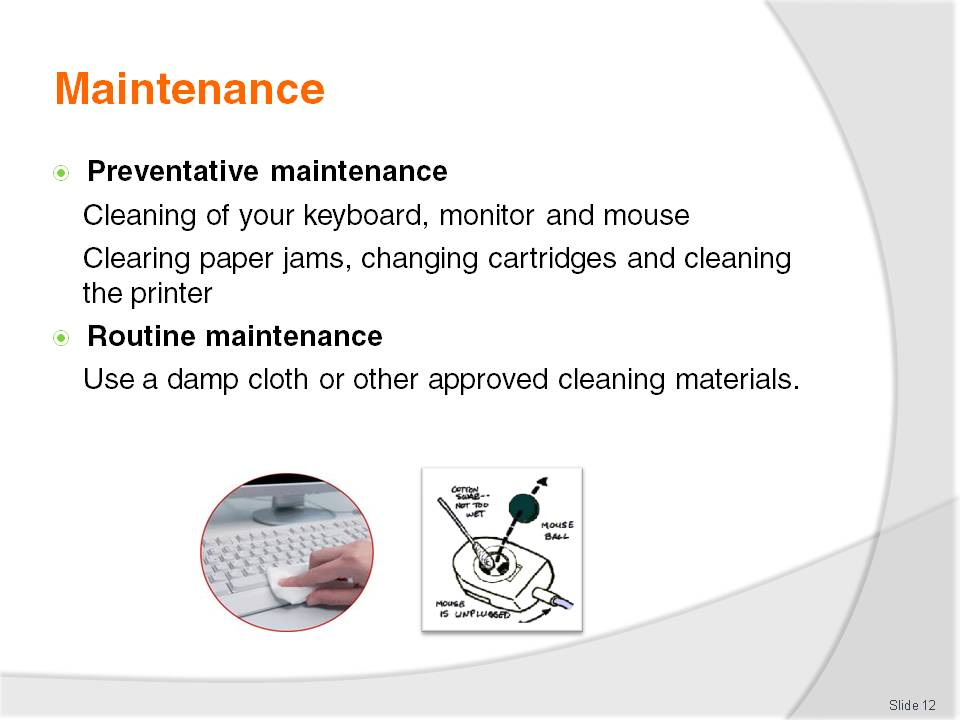 Maintenance
Preventative maintenance
Cleaning of your keyboard, monitor and mouse
Clearing paper jams, changing cartridges and cleaning
the printer
Routine maintenance
Use a damp cloth or other approved cleaning materials.
COTTON
SWAB--
NOT TOO
WET
MOUSE
BALL
MOUSE
IS UNPLUGGED
Slide 12